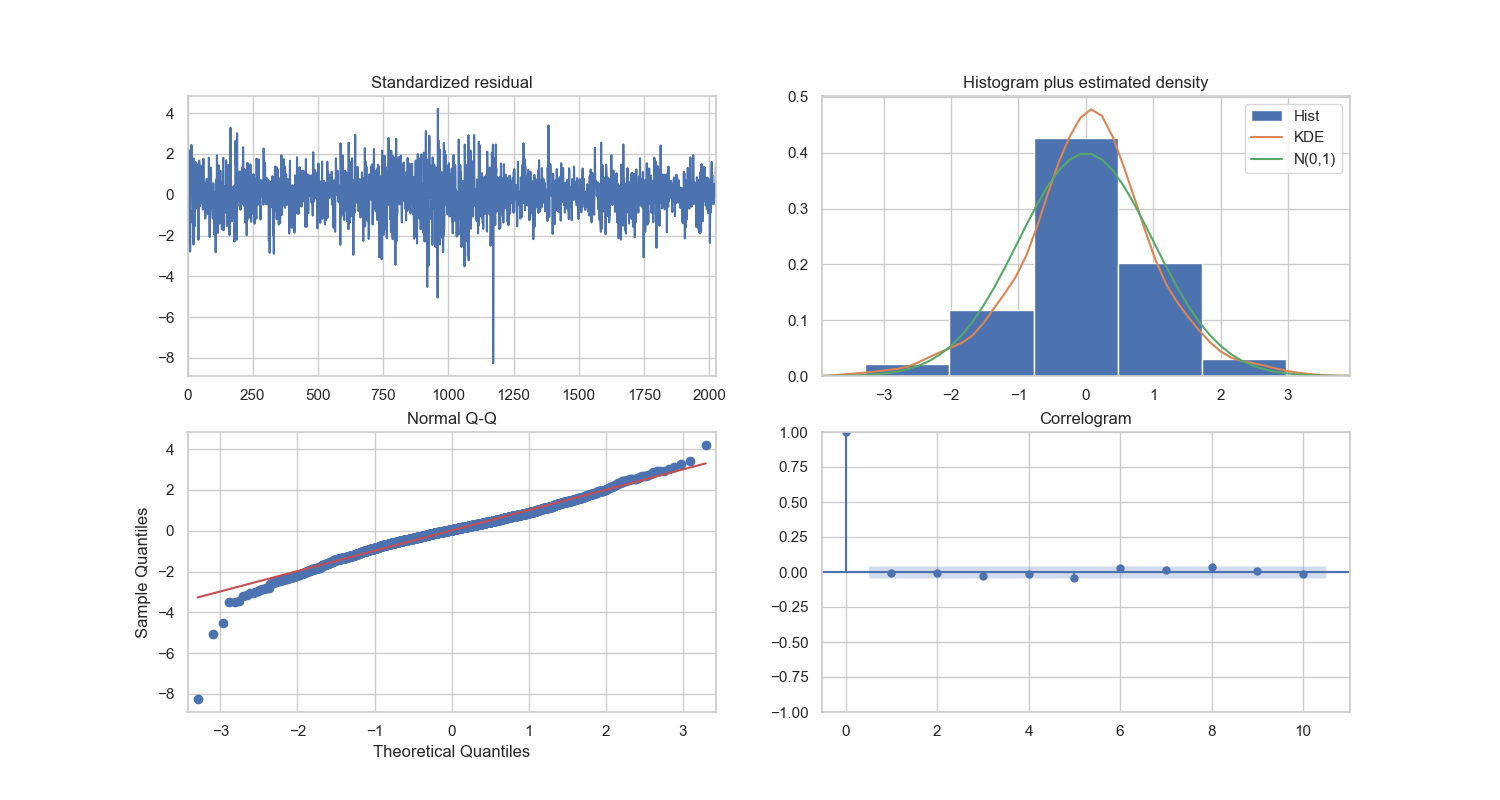 Standardized residual
4
2
0
−2
−4
−6
−8
0 250 500 750 1000 1250 1500 1750 2000
Histogram plus estimated density
0.5
0.4
0.3
0.2
0.1
0.0
−3 −2 −1 0 1 2 3
Hist
KDE
N(0,1)
Normal Q-Q
Sample Quantiles
4
2
0
−2
−4
−6
−8
−3 −2 −1 0 1 2 3
Theoretical Quantiles
Correlogram
1.00
0.75
0.50
0.25
0.00
−0.25
−0.50
−0.75
−1.00
0 2 4 6 8 10